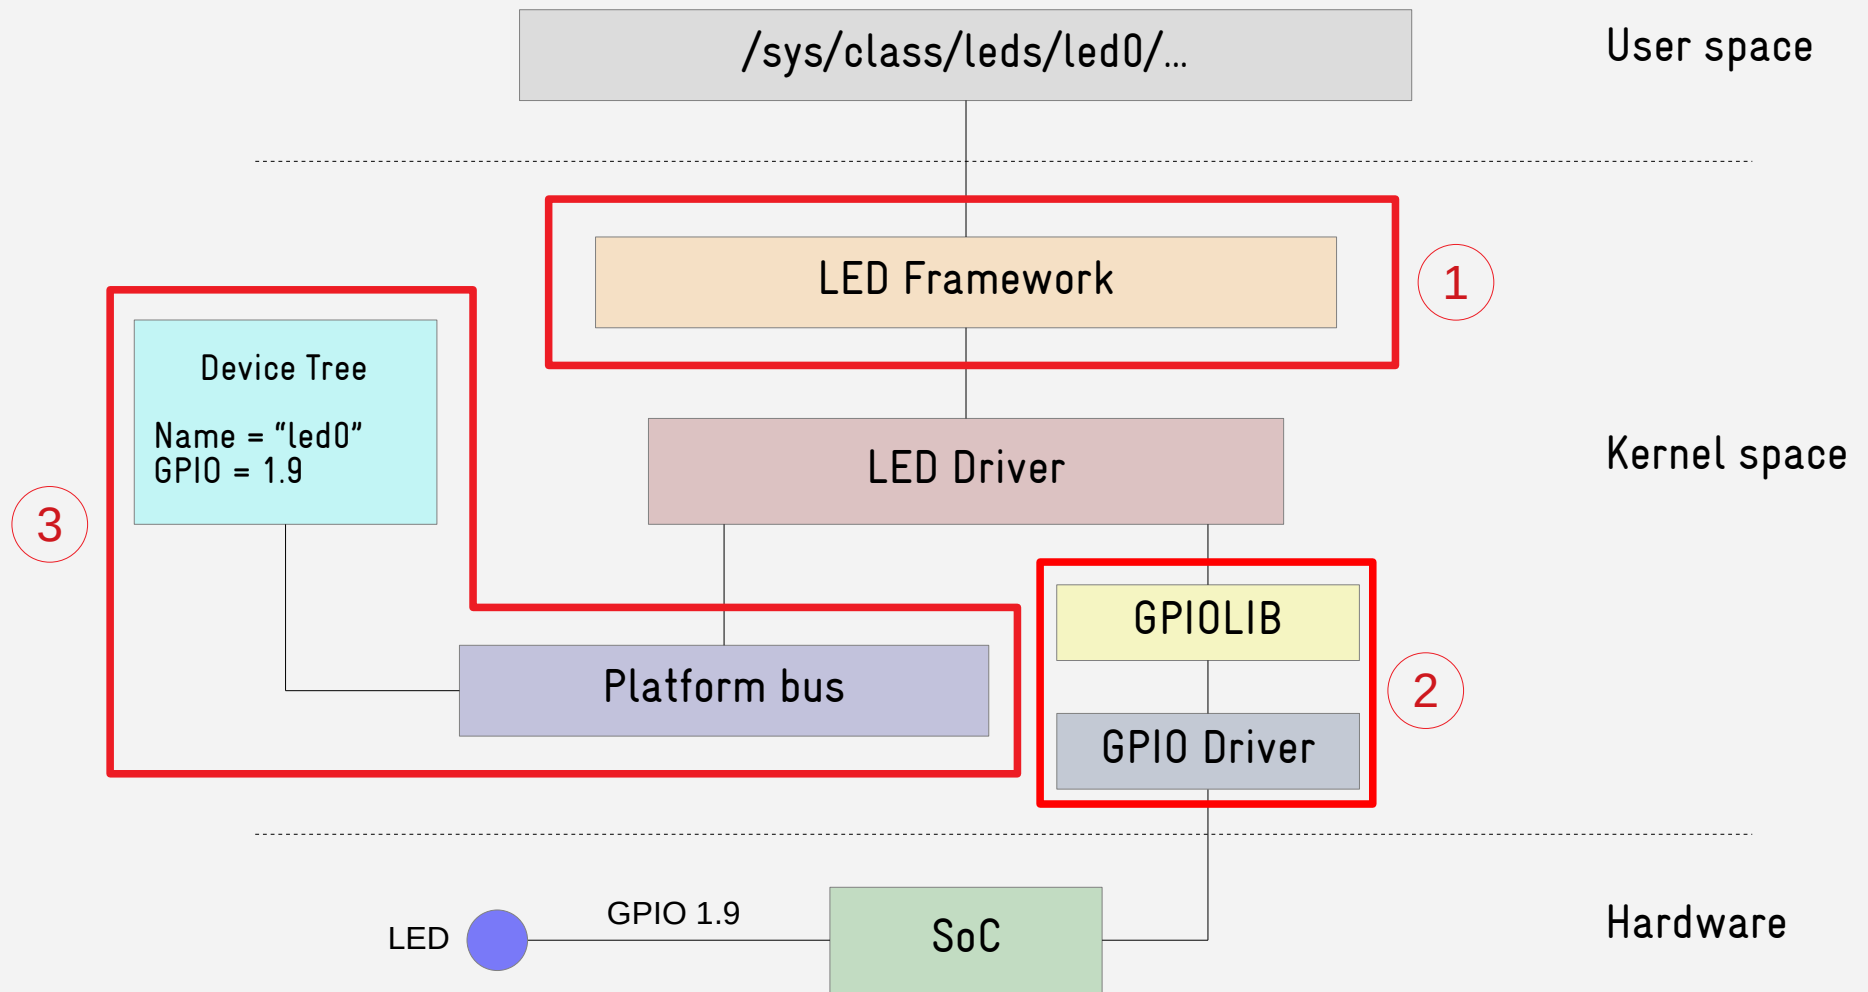 /sys/class/leds/led0/...
User space
LED Framework
1
Device Tree
Name = "led0"
GPIO = 1.9
LED Driver
Kernel space
3
GPIOLIB
Platform bus
2
GPIO Driver
GPIO 1.9
LED
SoC
Hardware